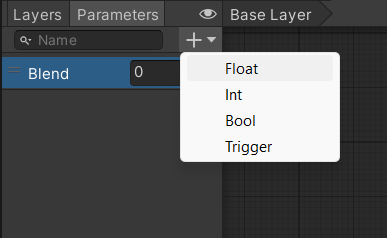 Layers Parameters Base Layer
Name
Blend 0
Float
Int
Bool
Trigger